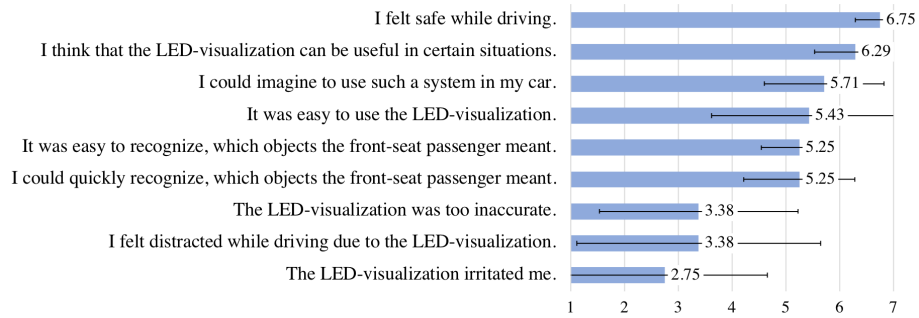 I felt safe while driving. 6.75
I think that the LED-visualization can be useful in certain situations. 6.29
I could imagine to use such a system in my car. 5.71
It was easy to use the LED-visualization. 5.43
It was easy to recognize, which objects the front-seat passenger meant. 5.25
I could quickly recognize, which objects the front-seat passenger meant. 5.25
The LED-visualization was too inaccurate. 3.38
I felt distracted while driving due to the LED-visualization. 3.38
The LED-visualization irritated me. 2.75
1 2 3 4 5 6 7